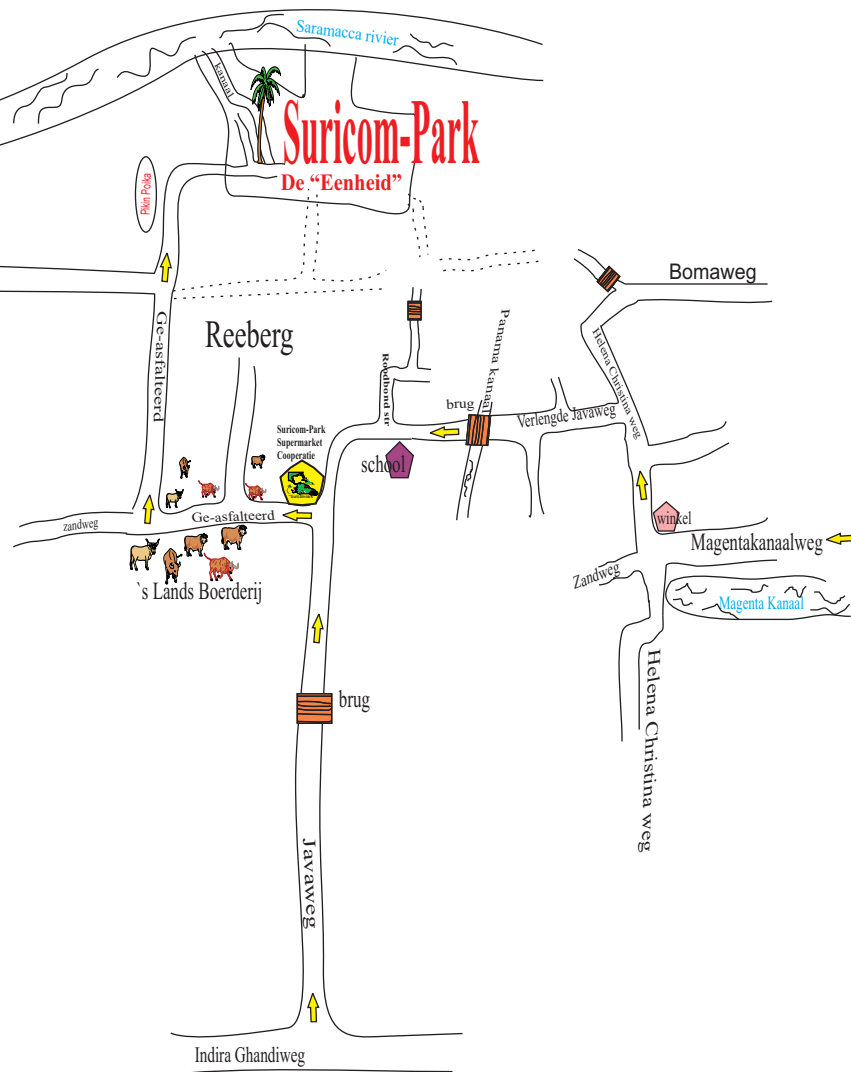 Saramacca rivier
kanaal
Suricom-Park
De “Eenheid”
Pikin Poika
Bomaweg
Ge-asfalteerd
Reeberg
Helena Christina weg
Panama kanaal
Roodbond str
brug
Verlengde Javaweg
Suricom-Park
Supermarket
Cooperatie
school
winkel
zandweg
Ge-asfalteerd
Magentakanaalweg
Zandweg
`s Lands Boerderij
Magenta Kanaal
brug
Helena Christina weg
Javaweg
Indira Ghandiweg